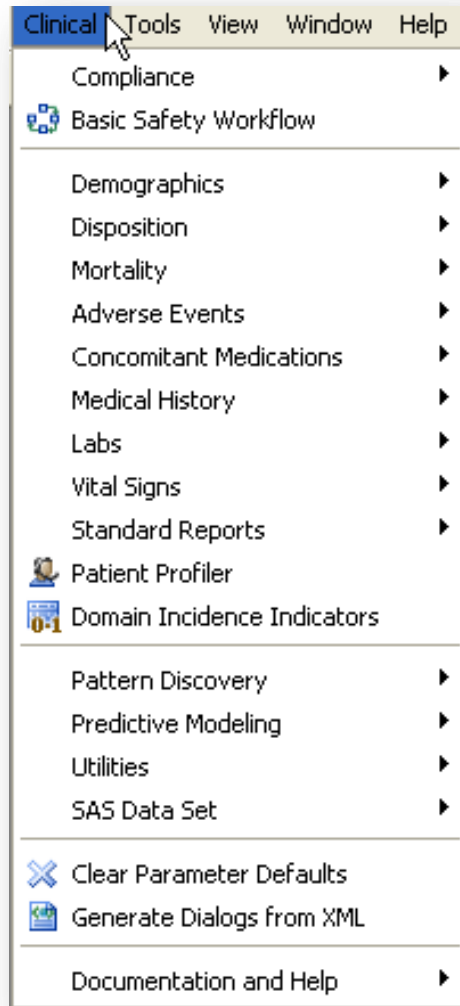 Clinical Tools View Window Help
Compliance
Basic Safety Workflow
Demographics
Disposition
Mortality
Adverse Events
Concomitant Medications
Medical History
Labs
Vital Signs
Standard Reports
Patient Profiler
0-1 Domain Incidence Indicators
Pattern Discovery
Predictive Modeling
Utilities
SAS Data Set
Clear Parameter Defaults
Generate Dialogs from XML
Documentation and Help